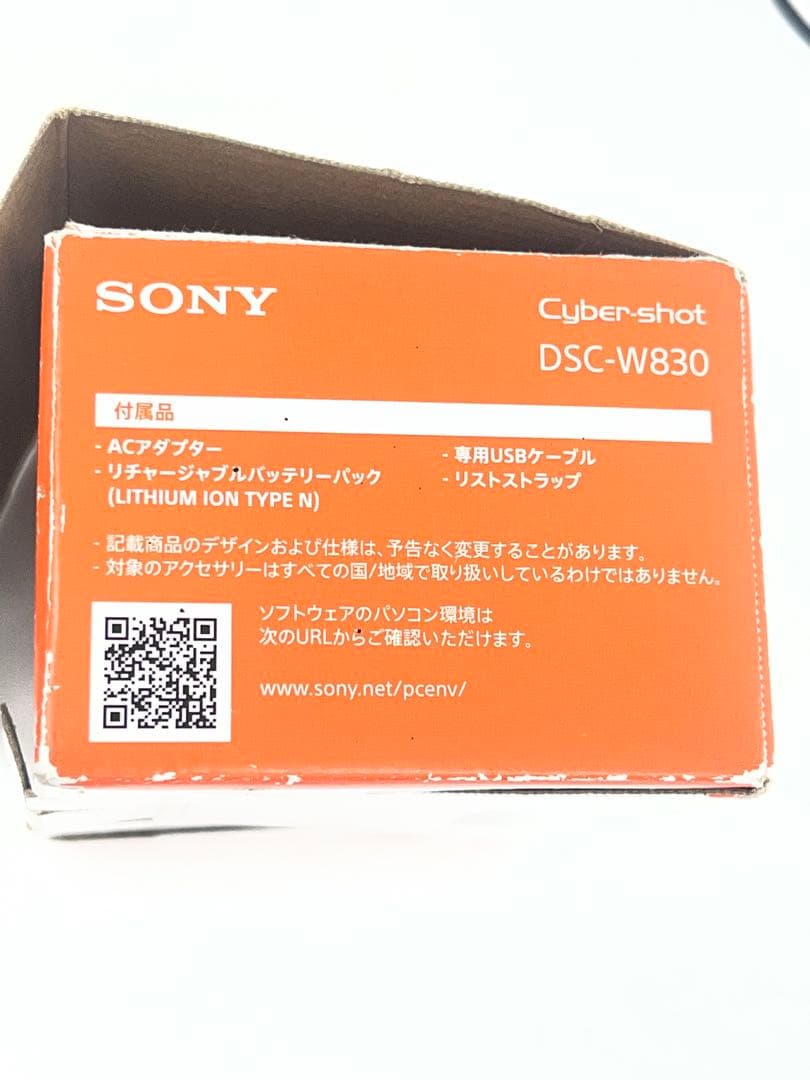 SONY
Cyber-shot
DSC-W830
付属品
- ACアダプター
- リチャージャブルバッテリーパック
(LITHIUM ION TYPE N)
- 専用USBケーブル
- リストストラップ
- 記載商品のデザインおよび仕様は、予告なく変更することがあります。
- 対象のアクセサリーはすべての国/地域で取り扱いしているわけではありません。
ソフトウェアのパソコン環境は
次のURLからご確認いただけます。
www.sony.net/pcenv/